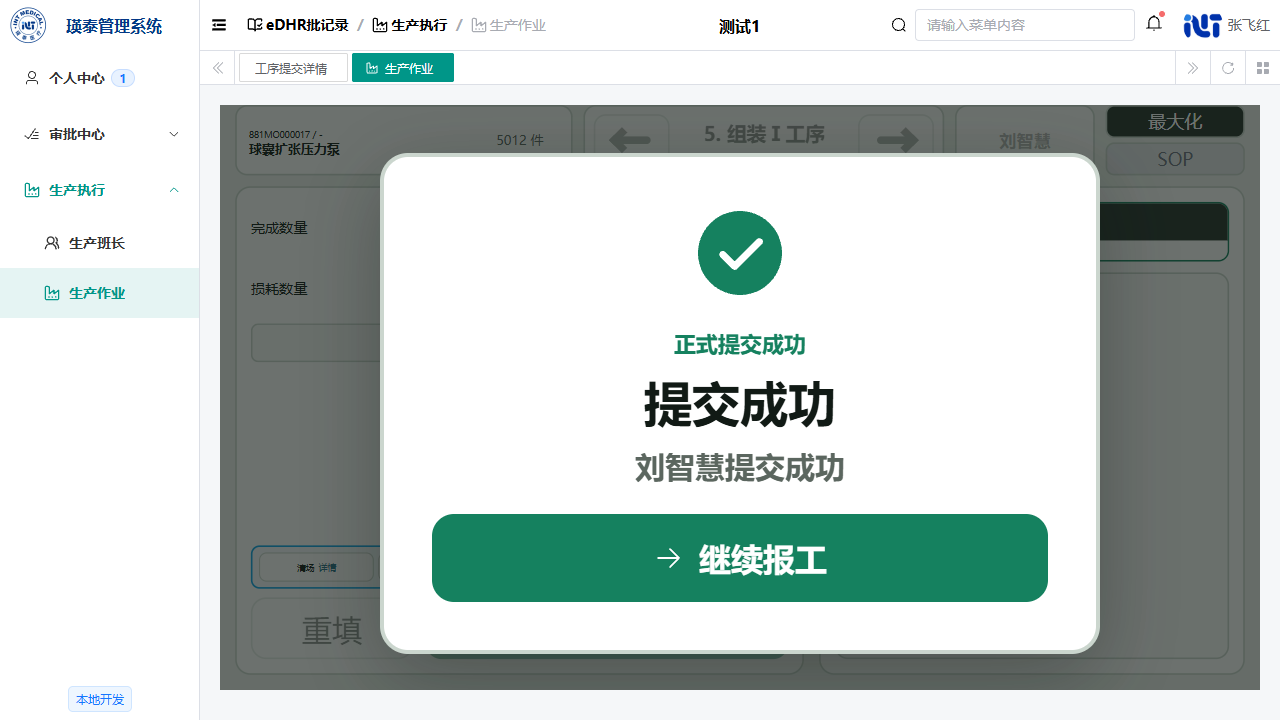 瑛泰管理系统
eDHR批记录 / 生产执行 / 生产作业
测试1
请输入菜单内容
张飞红
个人中心 1
审批中心
生产执行
生产班长
生产作业
本地开发
工序提交详情
生产作业
881MO000017 / -
球囊扩张压力泵
5012 件
5. 组装 I 工序
刘智慧
最大化
SOP
完成数量
损耗数量
清场 详情
重填
正式提交成功
提交成功
刘智慧提交成功
继续报工